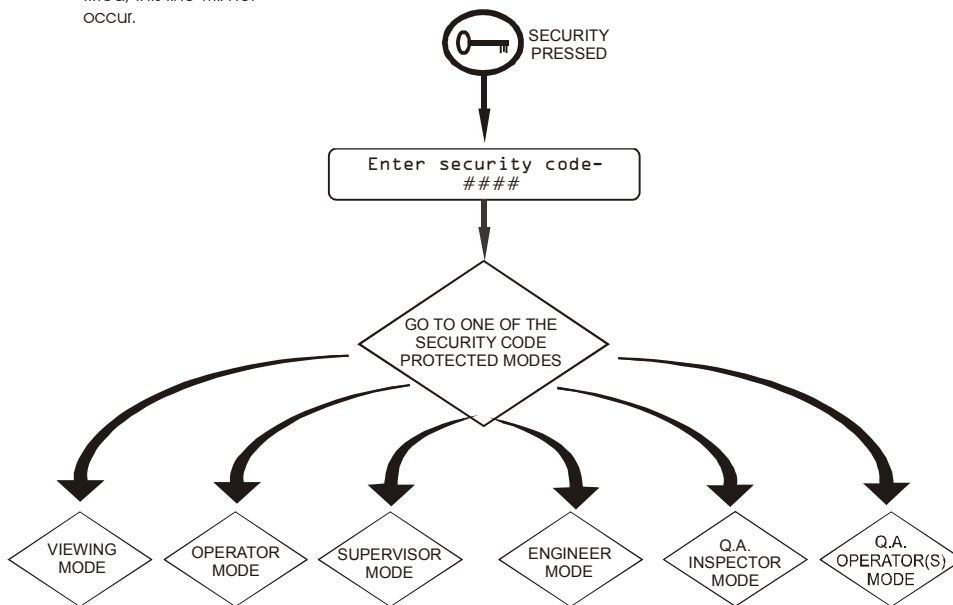 occur.
SECURITY
PRESSED
Enter security code-
####
GO TO ONE OF THE
SECURITY CODE
PROTECTED MODES
VIEWING
MODE
OPERATOR
MODE
SUPERVISOR
MODE
ENGINEER
MODE
Q.A.
INSPECTOR
MODE
Q.A.
OPERATOR(S)
MODE